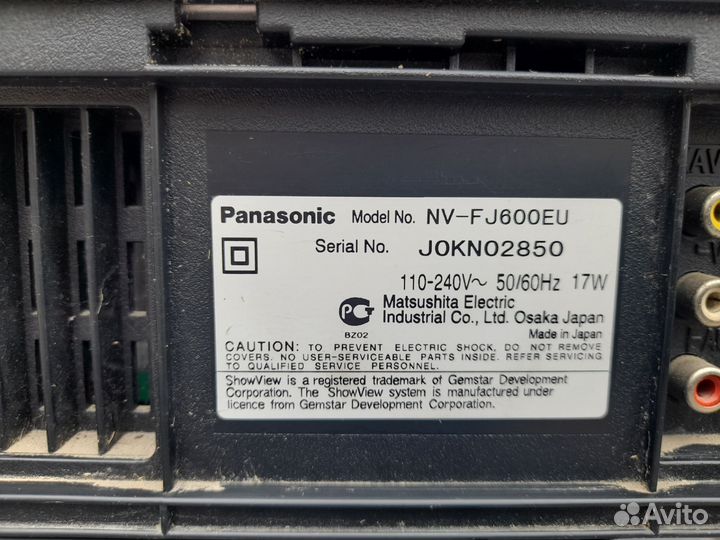 Panasonic Model No. NV-FJ600EU
Serial No. J0KN02850
110-240V~ 50/60Hz 17W
Matsushita Electric
Industrial Co., Ltd. Osaka Japan
BZ02
Made in Japan
CAUTION: TO PREVENT ELECTRIC SHOCK, DO NOT REMOVE
COVERS. NO USER-SERVICEABLE PARTS INSIDE. REFER SERVICING
TO QUALIFIED SERVICE PERSONNEL.
ShowView is a registered trademark of Gemstar Development
Corporation. The ShowView system is manufactured under
licence from Gemstar Development Corporation.
AV
Avito